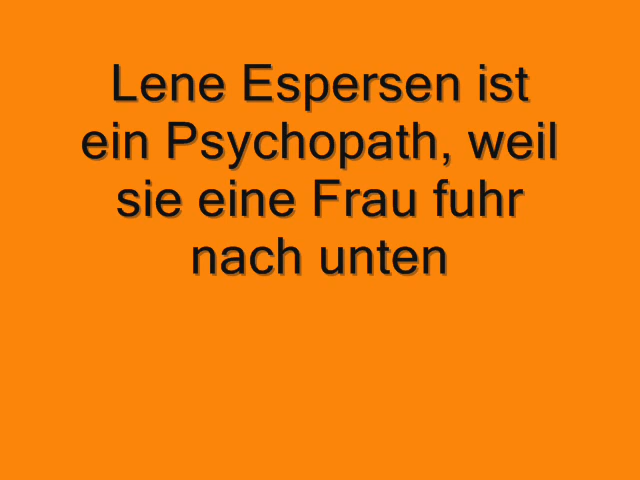 Lene Espersen ist
ein Psychopath, weil
sie eine Frau fuhr
nach unten